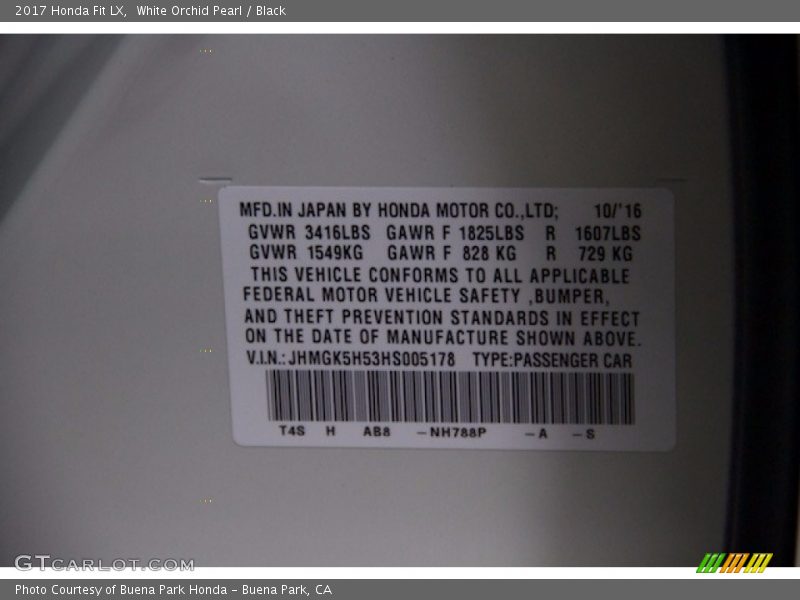 2017 Honda Fit LX,  White Orchid Pearl / Black
MFD.IN JAPAN BY HONDA MOTOR CO.,LTD; 10/'16
GVWR 3416LBS GAWR F 1825LBS R 1607LBS
GVWR 1549KG GAWR F 828 KG R 729 KG
THIS VEHICLE CONFORMS TO ALL APPLICABLE
FEDERAL MOTOR VEHICLE SAFETY ,BUMPER,
AND THEFT PREVENTION STANDARDS IN EFFECT
ON THE DATE OF MANUFACTURE SHOWN ABOVE.
V.I.N.: JHMGK5H53HS005178 TYPE:PASSENGER CAR
T4S H AB8 -NH788P -A -S
GTCARLOT.COM
Photo Courtesy of Buena Park Honda - Buena Park, CA